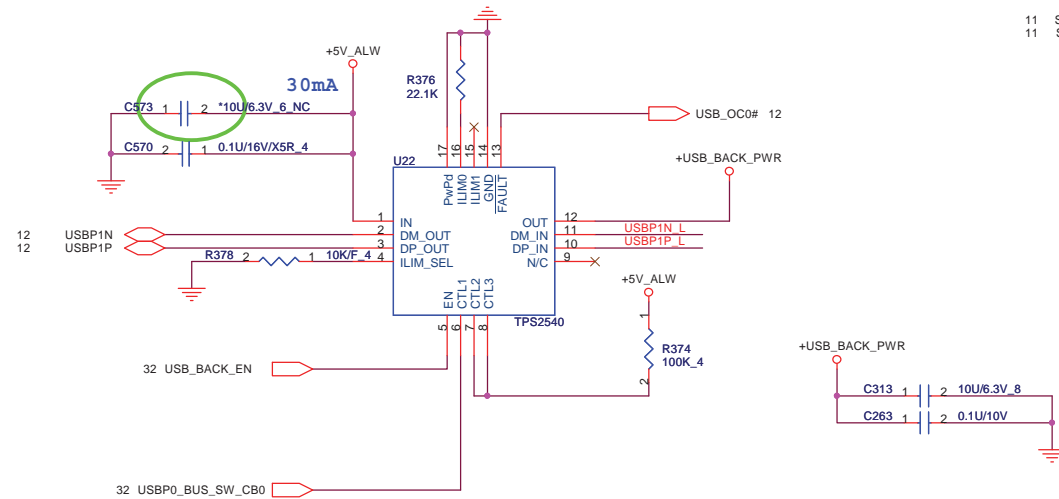 11 S
11 S
+5V_ALW
30mA
R376
22.1K
C573 1 2 *10U/6.3V_6_NC
USB_OC0# 12
C570 2 1 0.1U/16V/X5R_4
+USB_BACK_PWR
17 16 15 14 13
U22
PwPd ILIM0 ILIM1 GND FAULT
1 IN OUT 12
12 USBP1N 2 DM_OUT DM_IN 11 USBP1N_L
12 USBP1P 3 DP_OUT DP_IN 10 USBP1P_L
R378 2 1 10K/F_4 4 ILIM_SEL N/C 9
+5V_ALW
EN CTL1 CTL2 CTL3
TPS2540
5 6 7 8
1
R374
100K_4
2
+USB_BACK_PWR
32 USB_BACK_EN
C313 1 2 10U/6.3V_8
C263 1 2 0.1U/10V
32 USBP0_BUS_SW_CB0